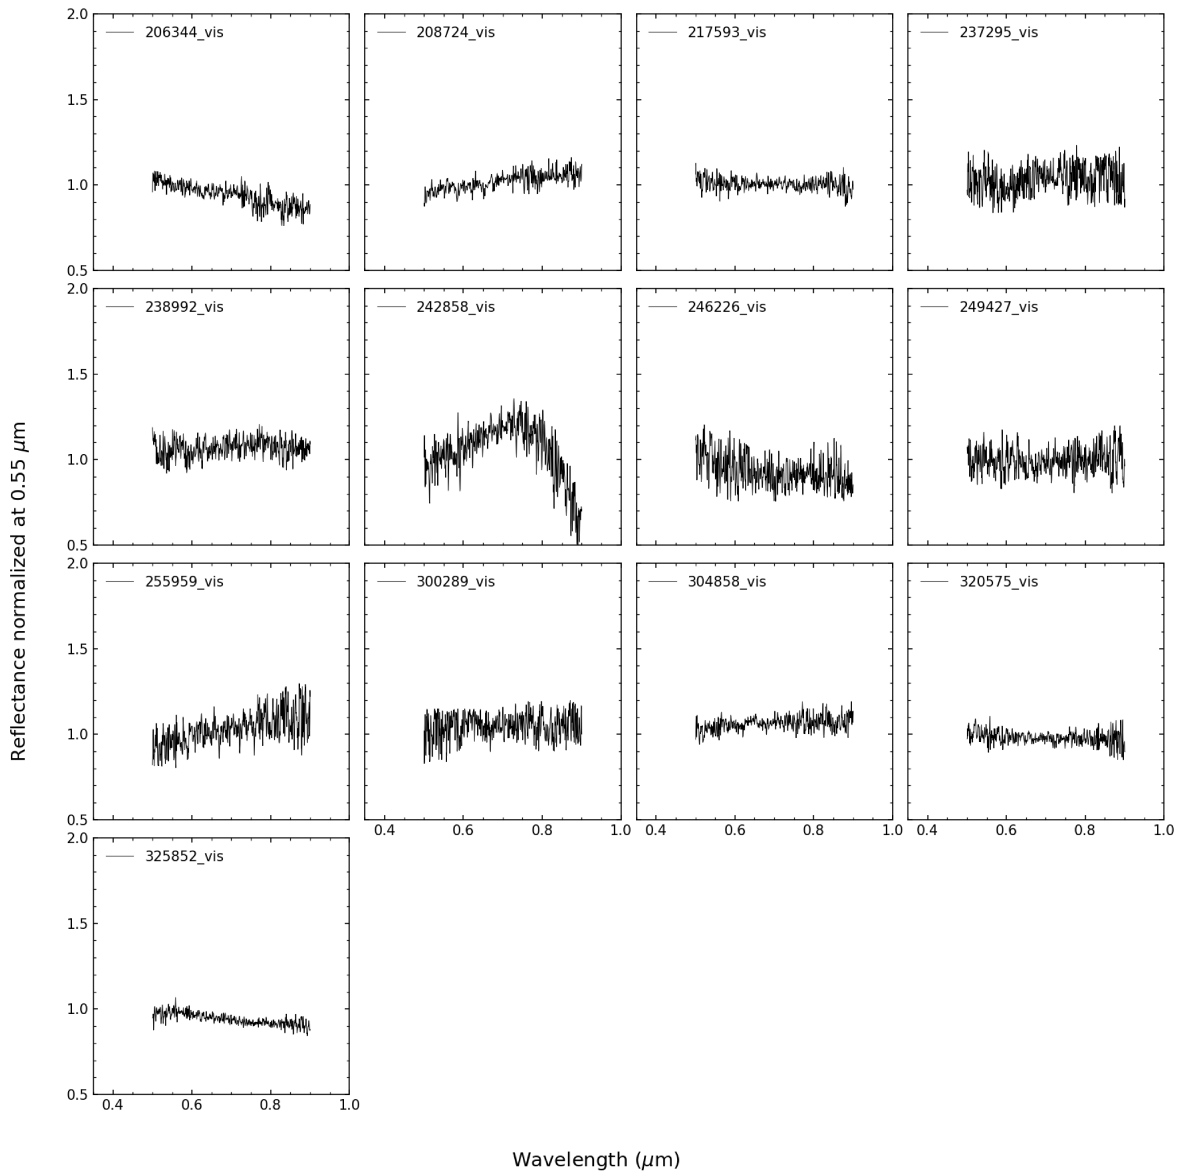 2.0
1.5
1.0
0.5
206344_vis
208724_vis
217593_vis
237295_vis
2.0
1.5
1.0
0.5
238992_vis
242858_vis
246226_vis
249427_vis
2.0
1.5
1.0
0.5
255959_vis
300289_vis
304858_vis
320575_vis
0.4 0.6 0.8 1.0
0.4 0.6 0.8 1.0
0.4 0.6 0.8 1.0
2.0
1.5
1.0
0.5
325852_vis
0.4 0.6 0.8 1.0
Reflectance normalized at 0.55 μm
Wavelength (μm)